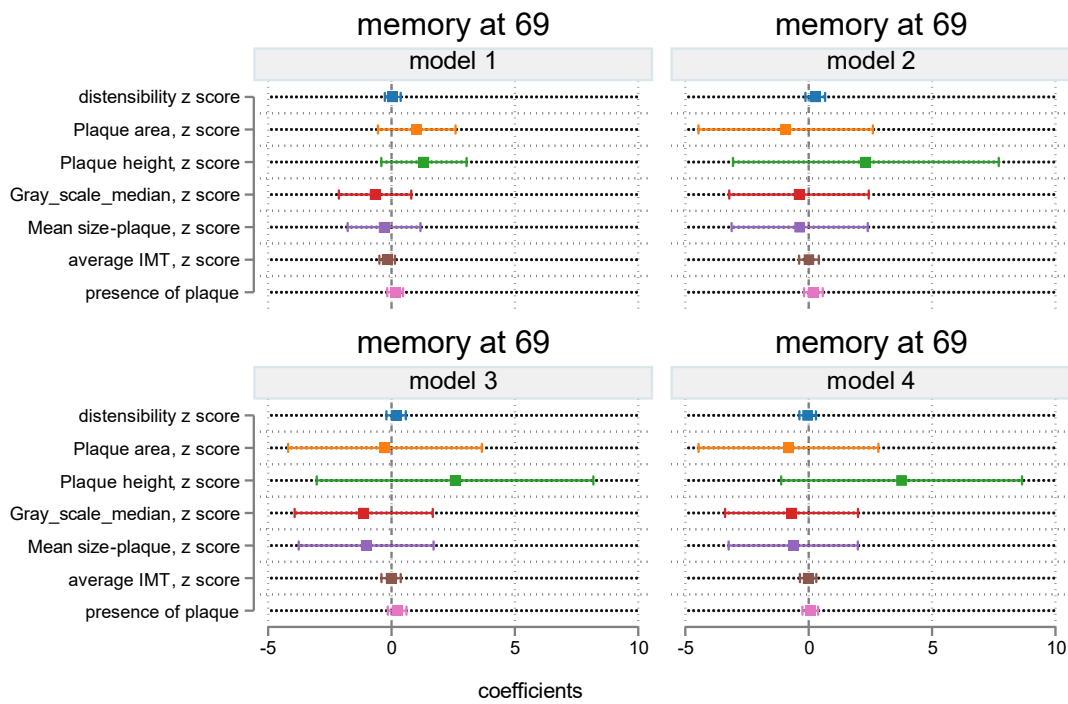 memory at 69
memory at 69
model 1
model 2
distensibility z score
Plaque area, z score
Plaque height, z score
Gray_scale_median, z score
Mean size-plaque, z score
average IMT, z score
presence of plaque
memory at 69
memory at 69
model 3
model 4
distensibility z score
Plaque area, z score
Plaque height, z score
Gray_scale_median, z score
Mean size-plaque, z score
average IMT, z score
presence of plaque
-5 0 5 10
-5 0 5 10
coefficients